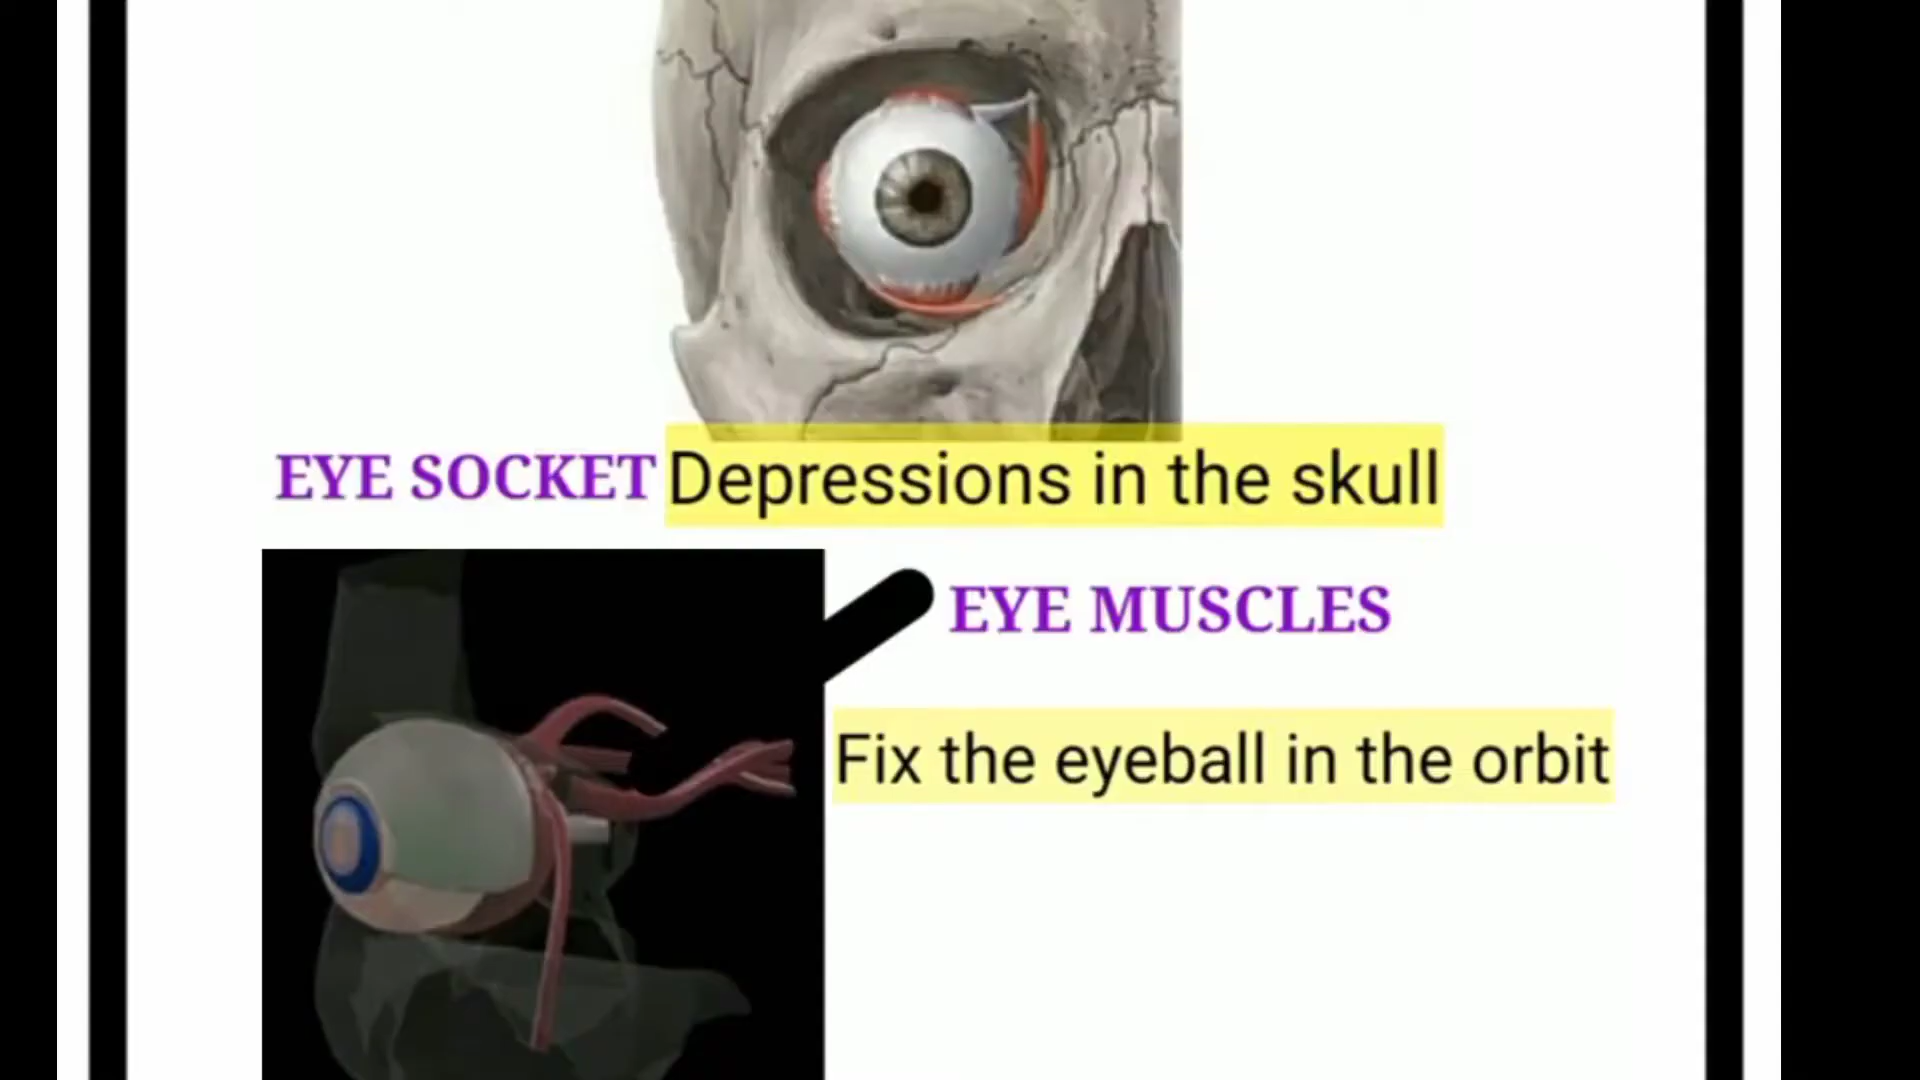 EYE SOCKET Depressions in the skull
EYE MUSCLES
Fix the eyeball in the orbit